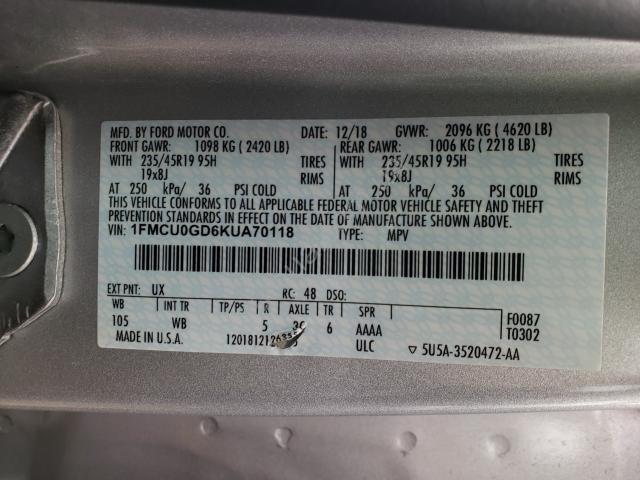 MFD. BY FORD MOTOR CO. DATE: 12/18 GVWR: 2096 KG ( 4620 LB)
FRONT GAWR: 1098 KG ( 2420 LB) REAR GAWR: 1006 KG ( 2218 LB)
WITH 235/45R19 95H TIRES WITH 235/45R19 95H TIRES
19x8J RIMS 19x8J RIMS
AT 250 kPa/ 36 PSI COLD AT 250 kPa/ 36 PSI COLD
THIS VEHICLE CONFORMS TO ALL APPLICABLE FEDERAL MOTOR VEHICLE SAFETY AND THEFT
PREVENTION STANDARDS IN EFFECT ON THE DATE OF MANUFACTURE SHOWN ABOVE.
VIN: 1FMCU0GD6KUA70118 TYPE: MPV
EXT PNT: UX RC: 48 DSO:
WB INT TR TP/PS R AXLE TR SPR F0087
105 WB 5 6 AAAA T0302
MADE IN U.S.A. ULC ▽ 5U5A-3520472-AA